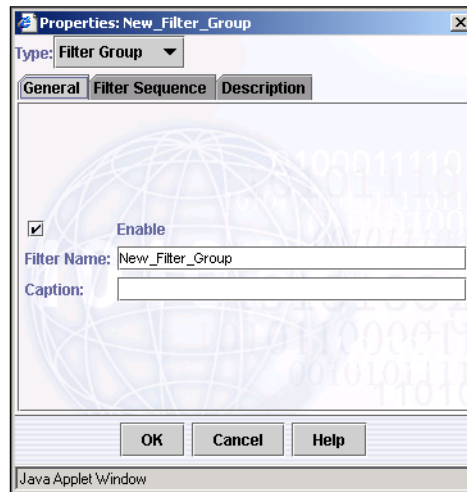 Properties: New_Filter_Group
Type: Filter Group
General Filter Sequence Description
Enable
Filter Name: New_Filter_Group
Caption:
OK Cancel Help
Java Applet Window